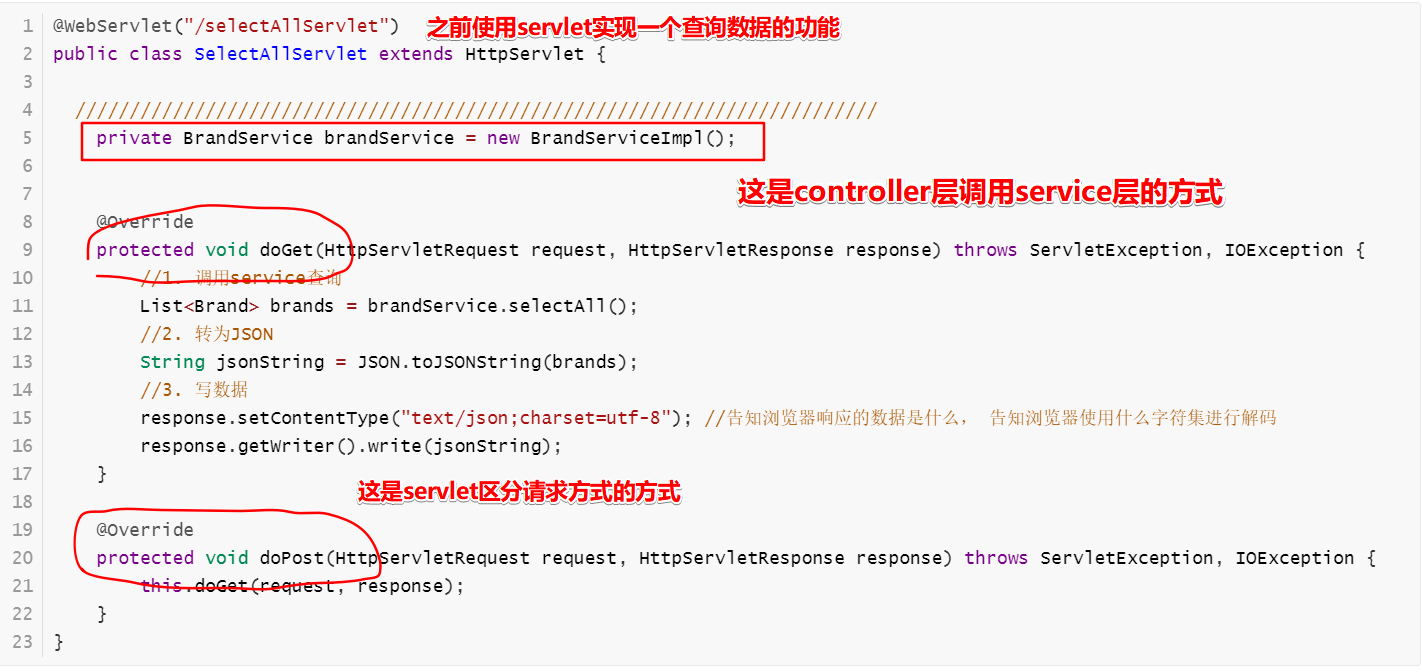 1 @WebServlet("/selectAllServlet") 之前使用servlet实现一个查询数据的功能
2 public class SelectAllServlet extends HttpServlet {
3
4 //////////////////////////////////////////////////////////////////////////
5 private BrandService brandService = new BrandServiceImpl();
6
7
这是controller层调用service层的方式
8 @Override
9 protected void doGet(HttpServletRequest request, HttpServletResponse response) throws ServletException, IOException {
10 //1. 调用service查询
11 List<Brand> brands = brandService.selectAll();
12 //2. 转为JSON
13 String jsonString = JSON.toJSONString(brands);
14 //3. 写数据
15 response.setContentType("text/json;charset=utf-8"); //告知浏览器响应的数据是什么， 告知浏览器使用什么字符集进行解码
16 response.getWriter().write(jsonString);
17 }
这是servlet区分请求方式的方式
18
19 @Override
20 protected void doPost(HttpServletRequest request, HttpServletResponse response) throws ServletException, IOException {
21 this.doGet(request, response);
22 }
23 }